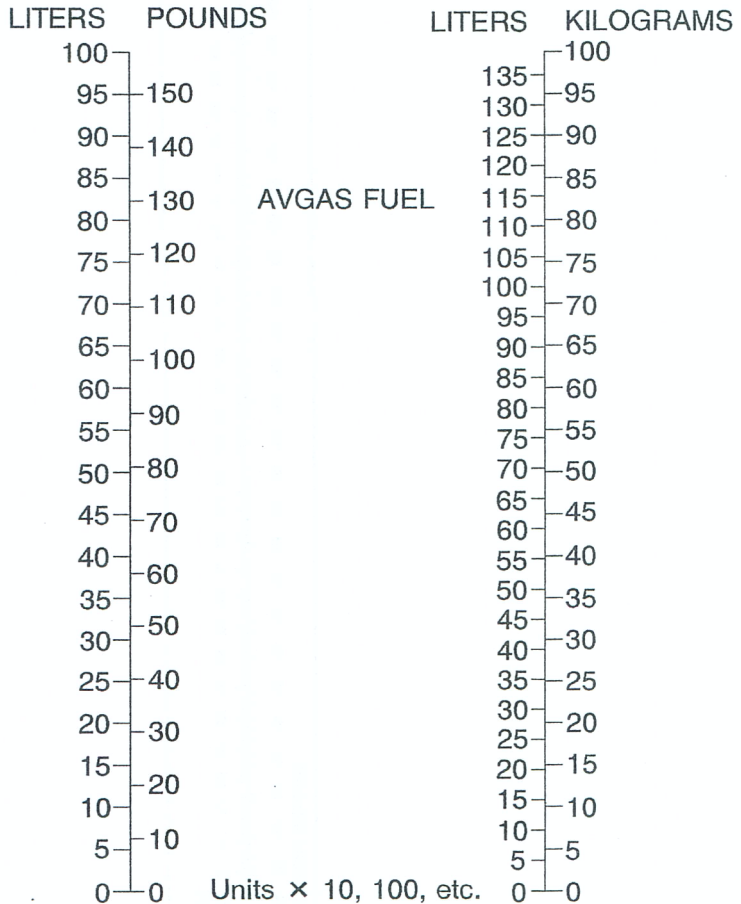 LITERS POUNDS LITERS KILOGRAMS
100 100
135
95 150 95
130
90 125 90
140
120
85 85
130 AVGAS FUEL 115
80 110 80
75 120 105 75
100
70 110 95 70
65 90 65
100
85
60 80 60
90
55 75 55
50 80 70 50
65
45 70 60 45
40 55 40
60
50
35 35
50 45
30 40 30
25 40 35 25
30
20 30 25 20
15 20 15
20
15
10 10
10 10
5 5
5
0 0 Units × 10, 100, etc. 0 0